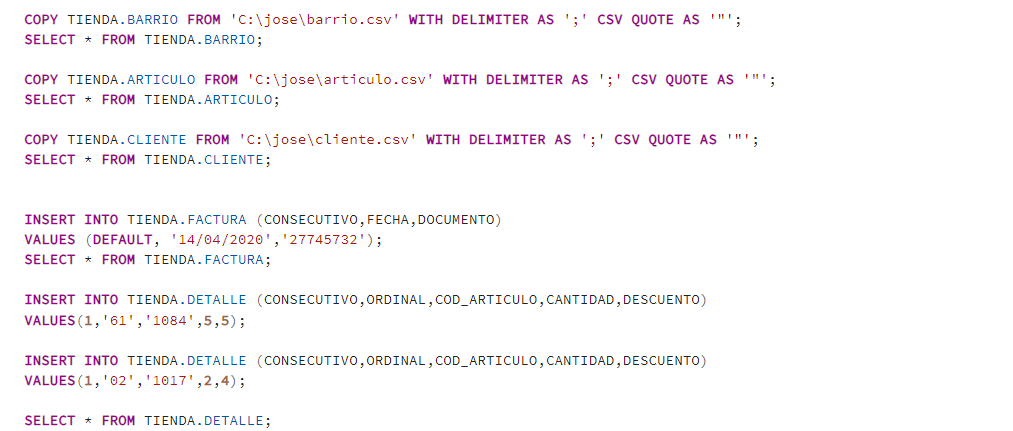 COPY TIENDA.BARRIO FROM 'C:\jose\barrio.csv' WITH DELIMITER AS ';' CSV QUOTE AS '"';
SELECT * FROM TIENDA.BARRIO;
COPY TIENDA.ARTICULO FROM 'C:\jose\articulo.csv' WITH DELIMITER AS ';' CSV QUOTE AS '"';
SELECT * FROM TIENDA.ARTICULO;
COPY TIENDA.CLIENTE FROM 'C:\jose\cliente.csv' WITH DELIMITER AS ';' CSV QUOTE AS '"';
SELECT * FROM TIENDA.CLIENTE;
INSERT INTO TIENDA.FACTURA (CONSECUTIVO,FECHA,DOCUMENTO)
VALUES (DEFAULT, '14/04/2020','27745732');
SELECT * FROM TIENDA.FACTURA;
INSERT INTO TIENDA.DETALLE (CONSECUTIVO,ORDINAL,COD_ARTICULO,CANTIDAD,DESCUENTO)
VALUES(1,'61','1084',5,5);
INSERT INTO TIENDA.DETALLE (CONSECUTIVO,ORDINAL,COD_ARTICULO,CANTIDAD,DESCUENTO)
VALUES(1,'02','1017',2,4);
SELECT * FROM TIENDA.DETALLE;